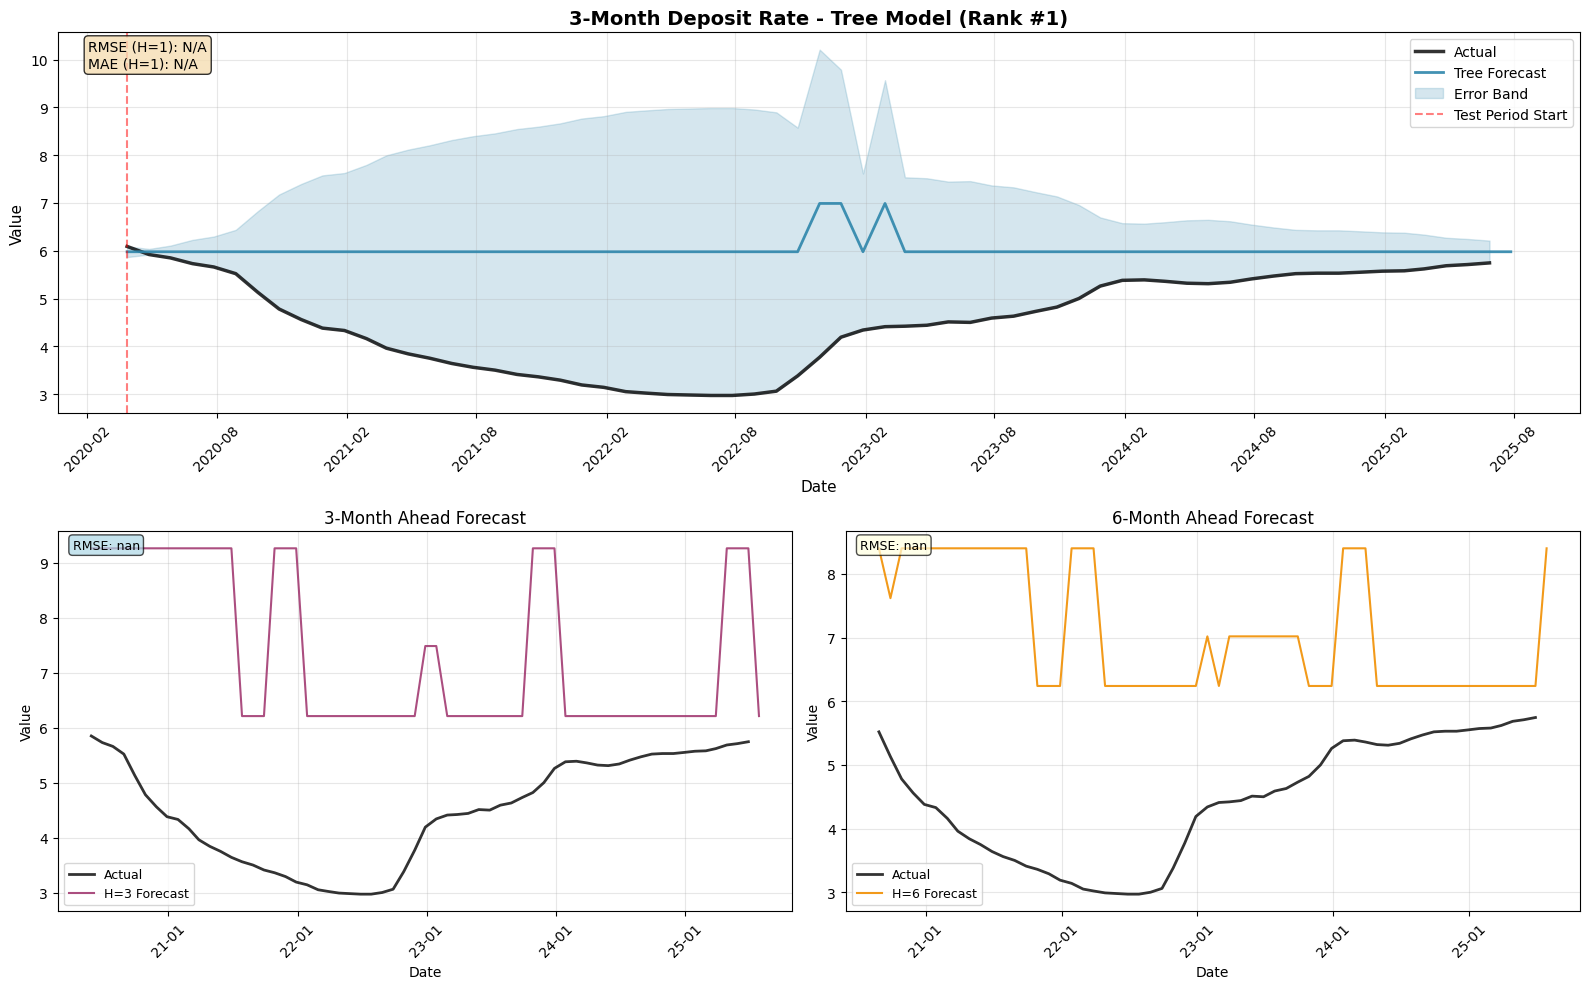 3-Month Deposit Rate - Tree Model (Rank #1)
RMSE (H=1): N/A
MAE (H=1): N/A
Actual
Tree Forecast
Error Band
Test Period Start
Value
10
9
8
7
6
5
4
3
2020-02
2020-08
2021-02
2021-08
2022-02
2022-08
2023-02
2023-08
2024-02
2024-08
2025-02
2025-08
Date
3-Month Ahead Forecast
RMSE: nan
Value
9
8
7
6
5
4
3
Actual
H=3 Forecast
21-01
22-01
23-01
24-01
25-01
Date
6-Month Ahead Forecast
RMSE: nan
Value
8
7
6
5
4
3
Actual
H=6 Forecast
21-01
22-01
23-01
24-01
25-01
Date